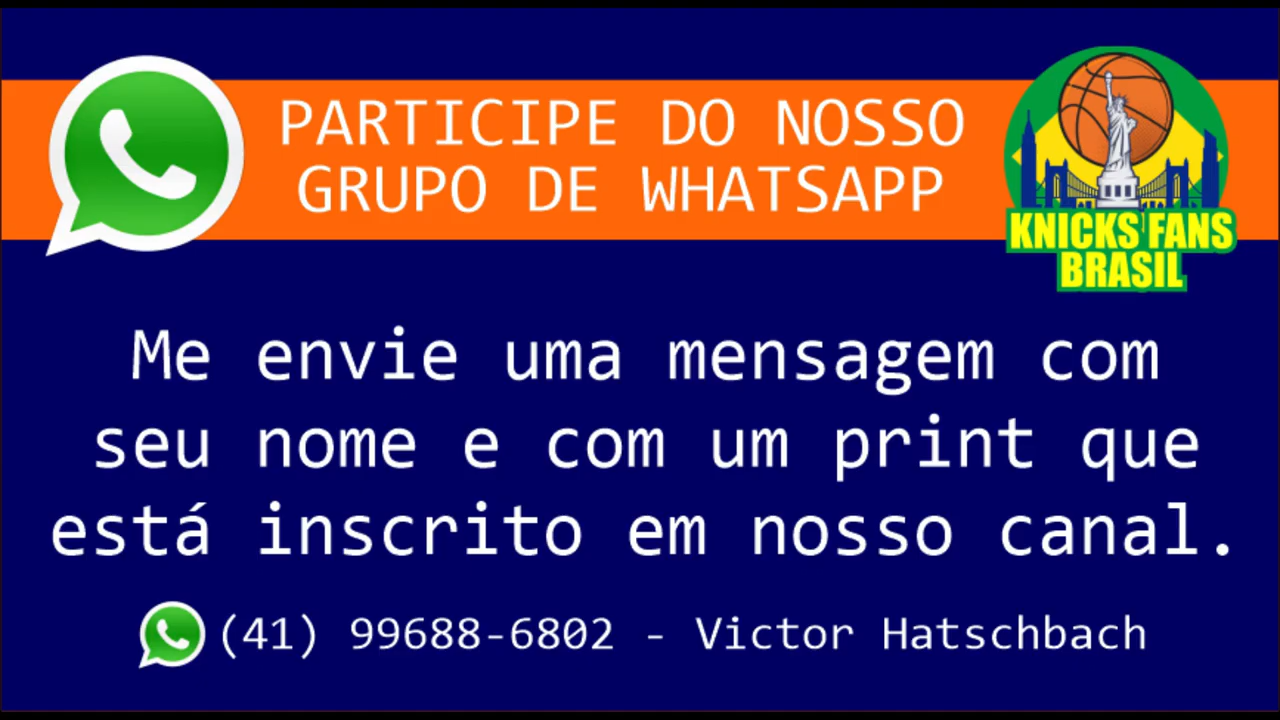 PARTICIPE DO NOSSO
GRUPO DE WHATSAPP
KNICKS FANS
BRASIL
Me envie uma mensagem com
seu nome e com um print que
está inscrito em nosso canal.
(41) 99688-6802 - Victor Hatschbach